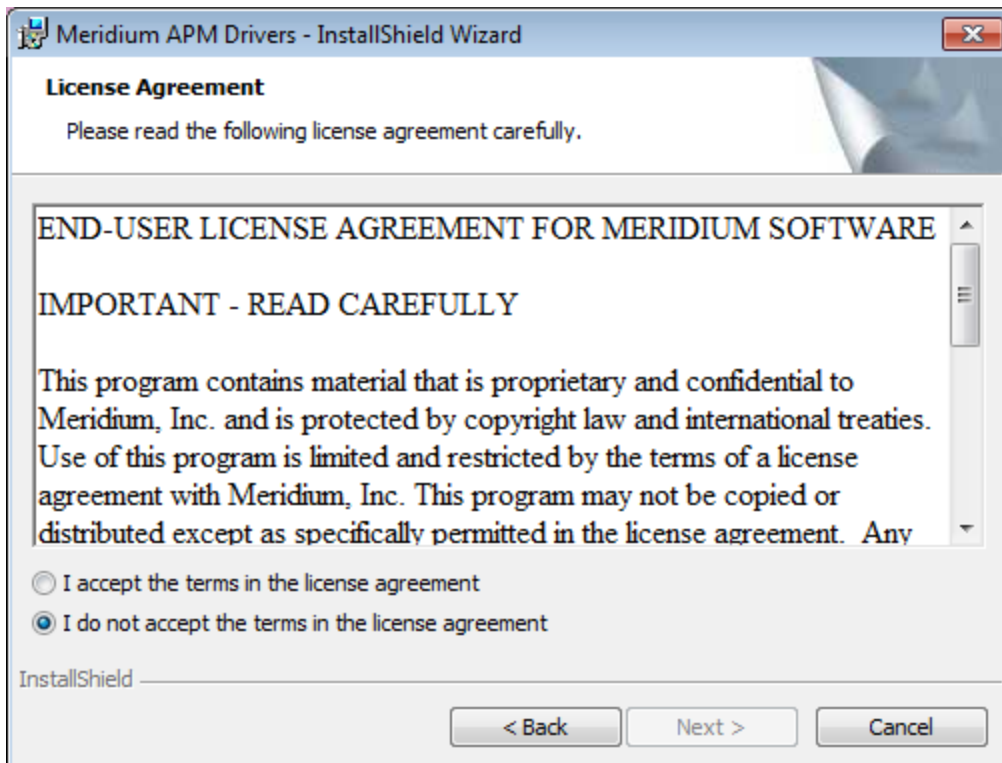 Meridium APM Drivers - InstallShield Wizard
License Agreement
Please read the following license agreement carefully.
END-USER LICENSE AGREEMENT FOR MERIDIUM SOFTWARE
IMPORTANT - READ CAREFULLY
This program contains material that is proprietary and confidential to
Meridium, Inc. and is protected by copyright law and international treaties.
Use of this program is limited and restricted by the terms of a license
agreement with Meridium, Inc. This program may not be copied or
distributed except as specifically permitted in the license agreement.  Any
I accept the terms in the license agreement
I do not accept the terms in the license agreement
InstallShield
< Back
Next >
Cancel